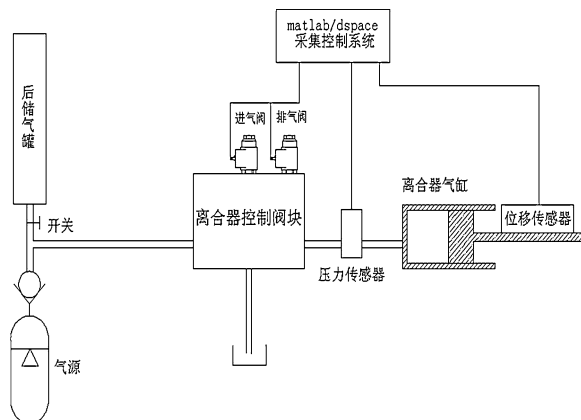 matlab/dspace
采集控制系统
后储气罐
进气阀
排气阀
离合器气缸
开关
离合器控制阀块
位移传感器
压力传感器
气源